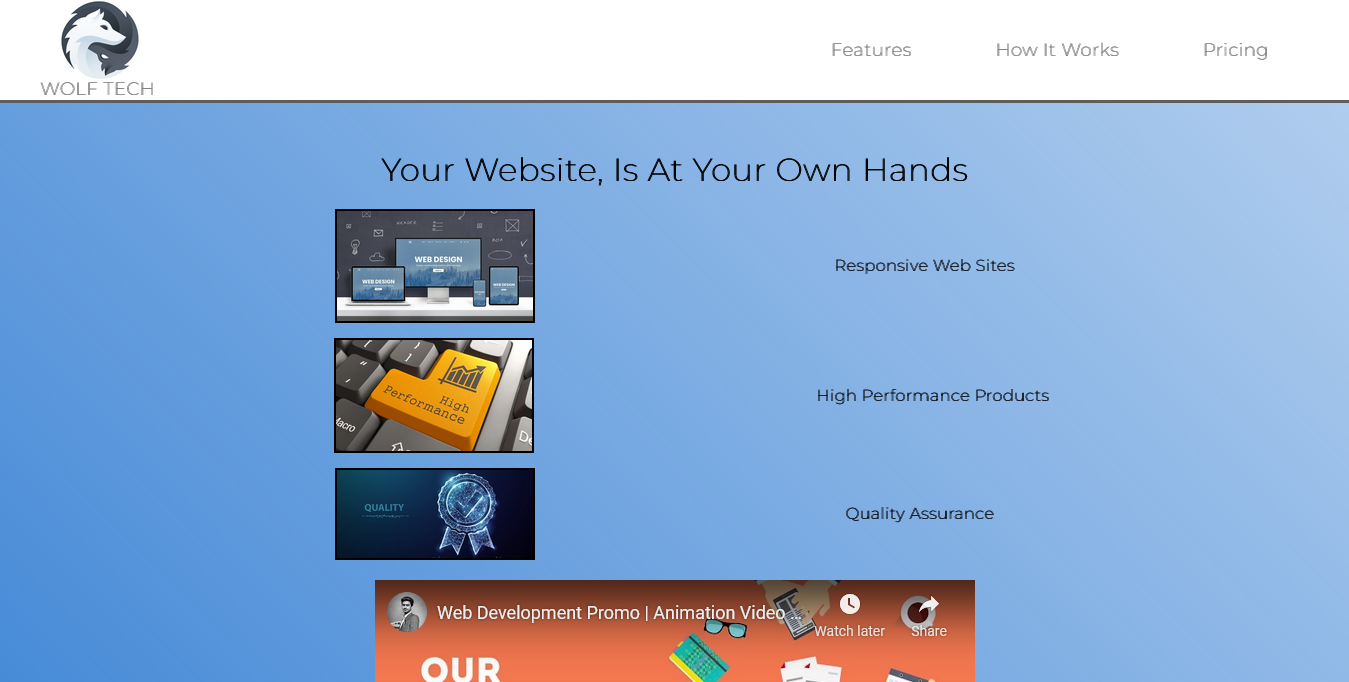 WOLF TECH
Features
How It Works
Pricing
Your Website, Is At Your Own Hands
HEADER
WEB DESIGN
WEB DESIGN
Responsive Web Sites
High
Performance
Macro
High Performance Products
QUALITY
Quality Assurance
Web Development Promo | Animation Video ...
Watch later
Share
OUR